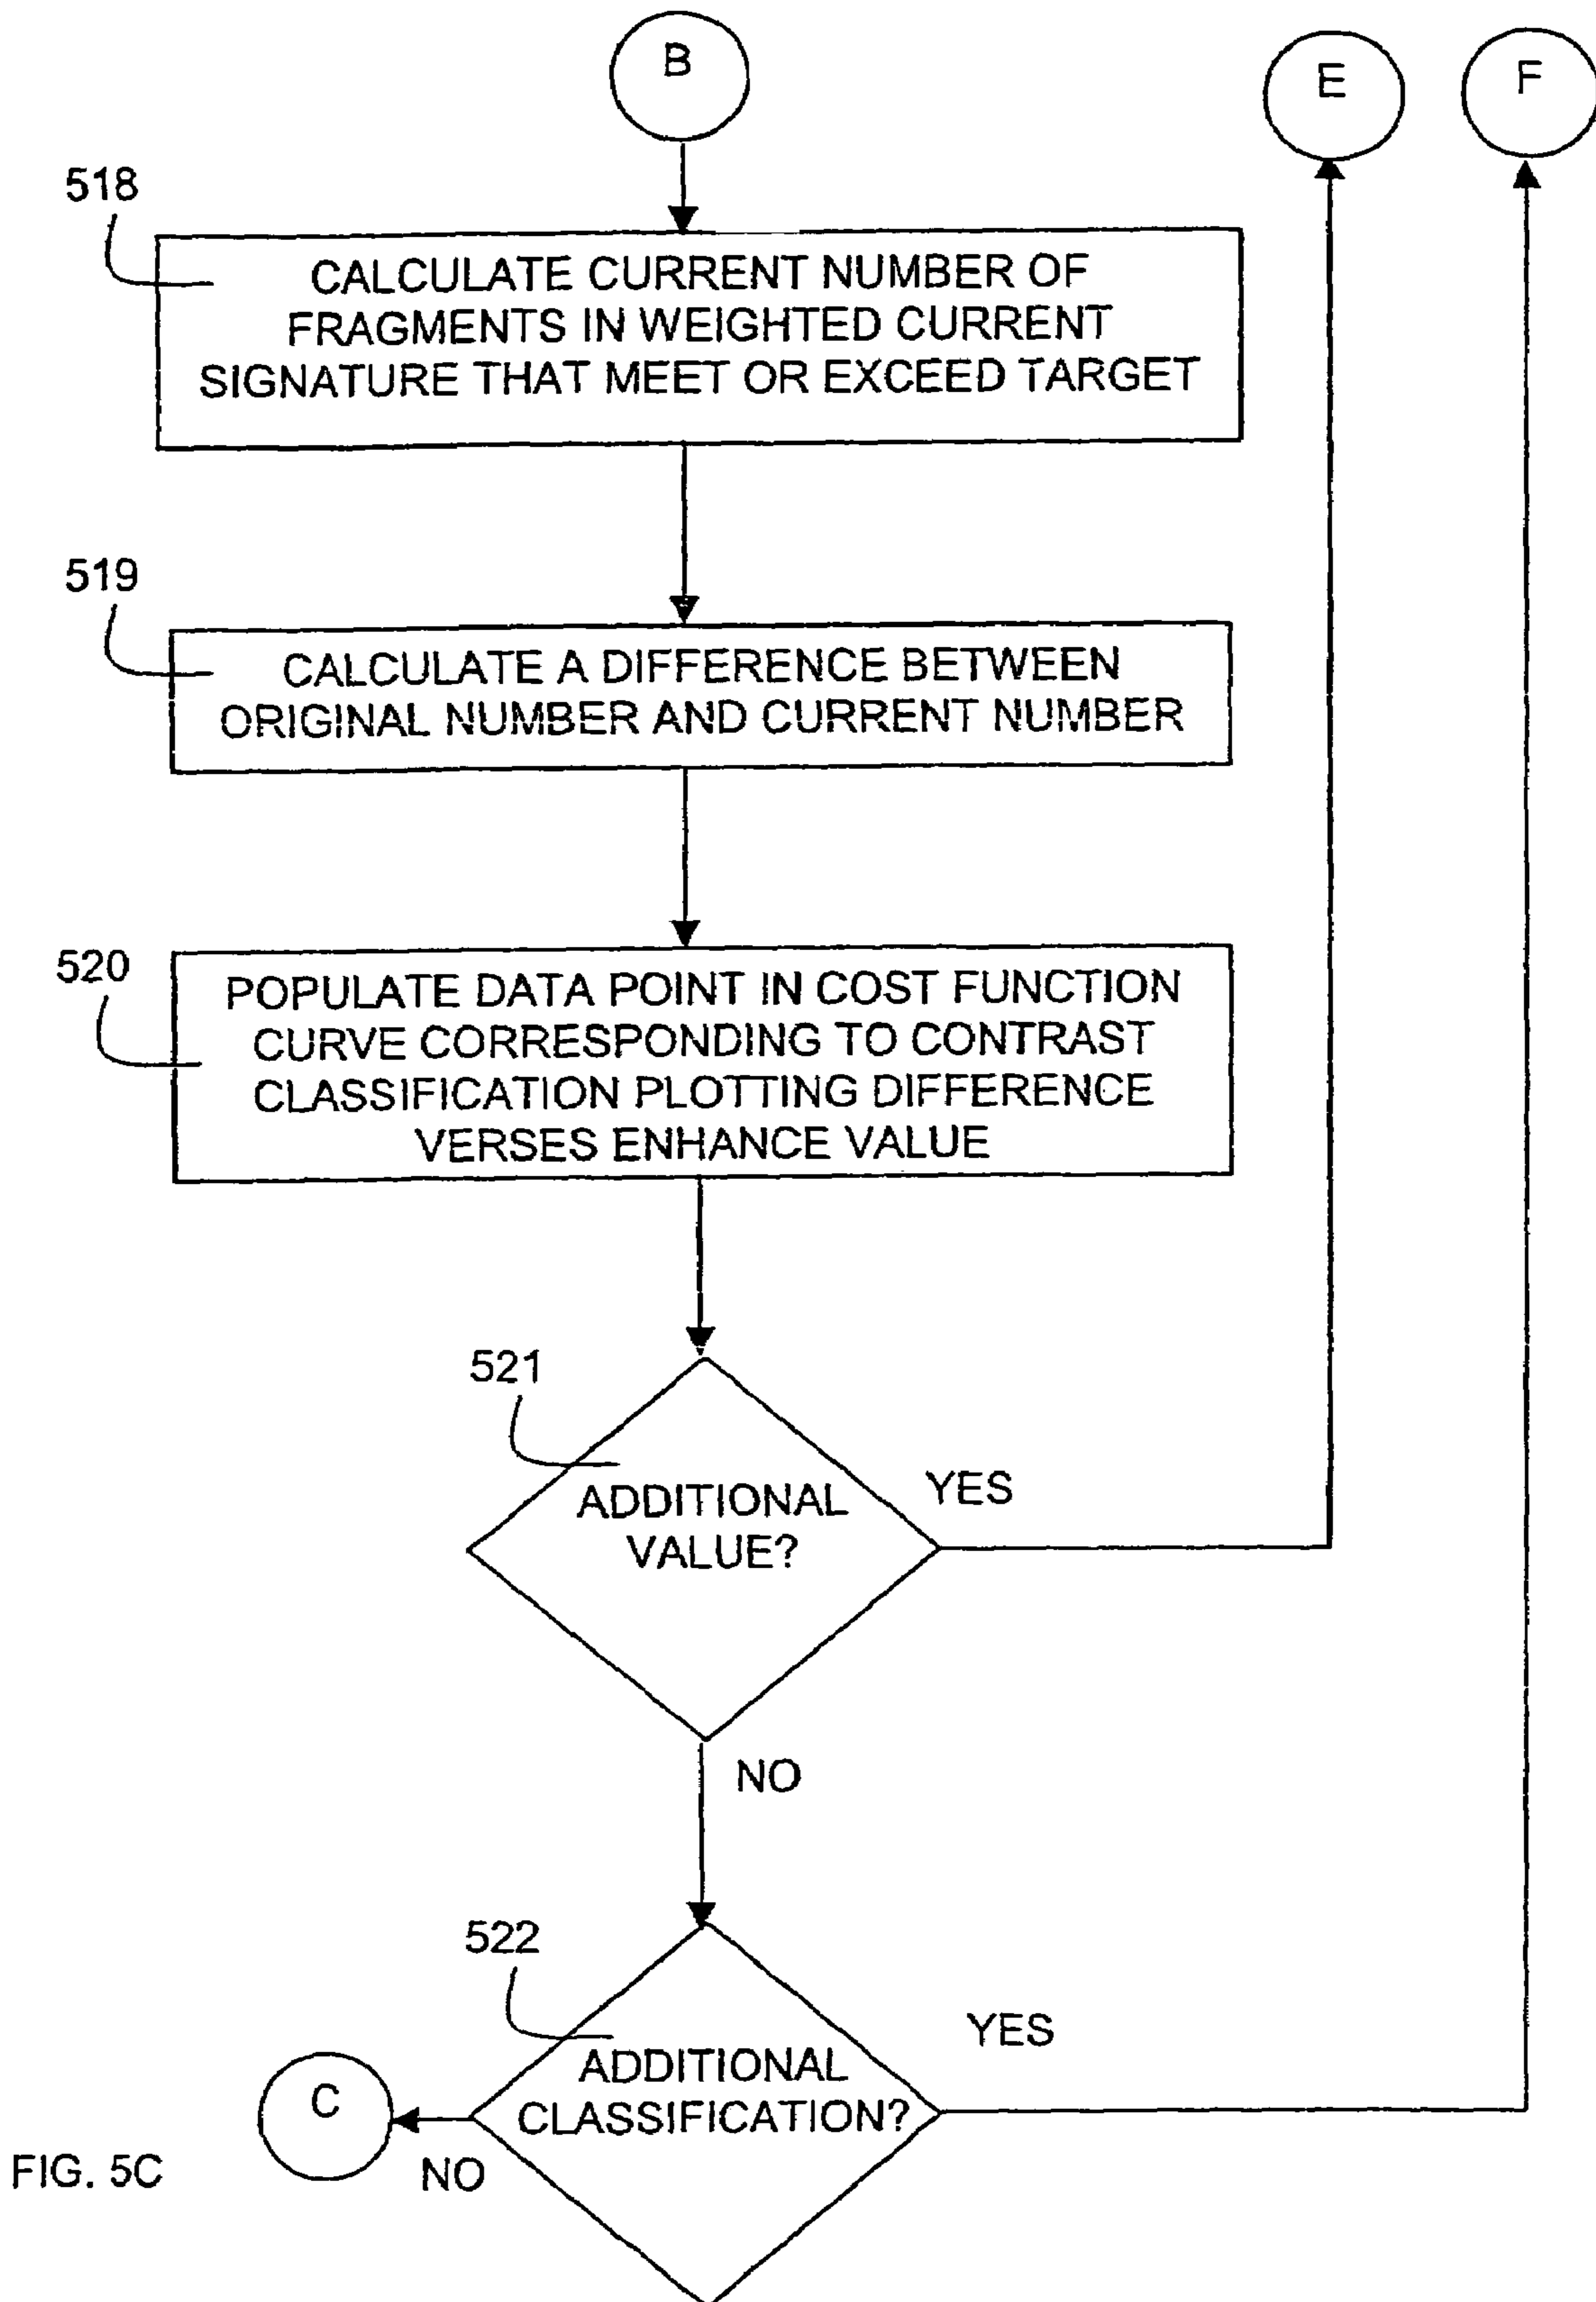 B
E
F
518
CALCULATE CURRENT NUMBER OF
FRAGMENTS IN WEIGHTED CURRENT
SIGNATURE THAT MEET OR EXCEED TARGET
519
CALCULATE A DIFFERENCE BETWEEN
ORIGINAL NUMBER AND CURRENT NUMBER
520
POPULATE DATA POINT IN COST FUNCTION
CURVE CORRESPONDING TO CONTRAST
CLASSIFICATION PLOTTING DIFFERENCE
VERSES ENHANCE VALUE
521
ADDITIONAL
VALUE?
YES
NO
522
ADDITIONAL
CLASSIFICATION?
YES
C
NO
FIG. 5C